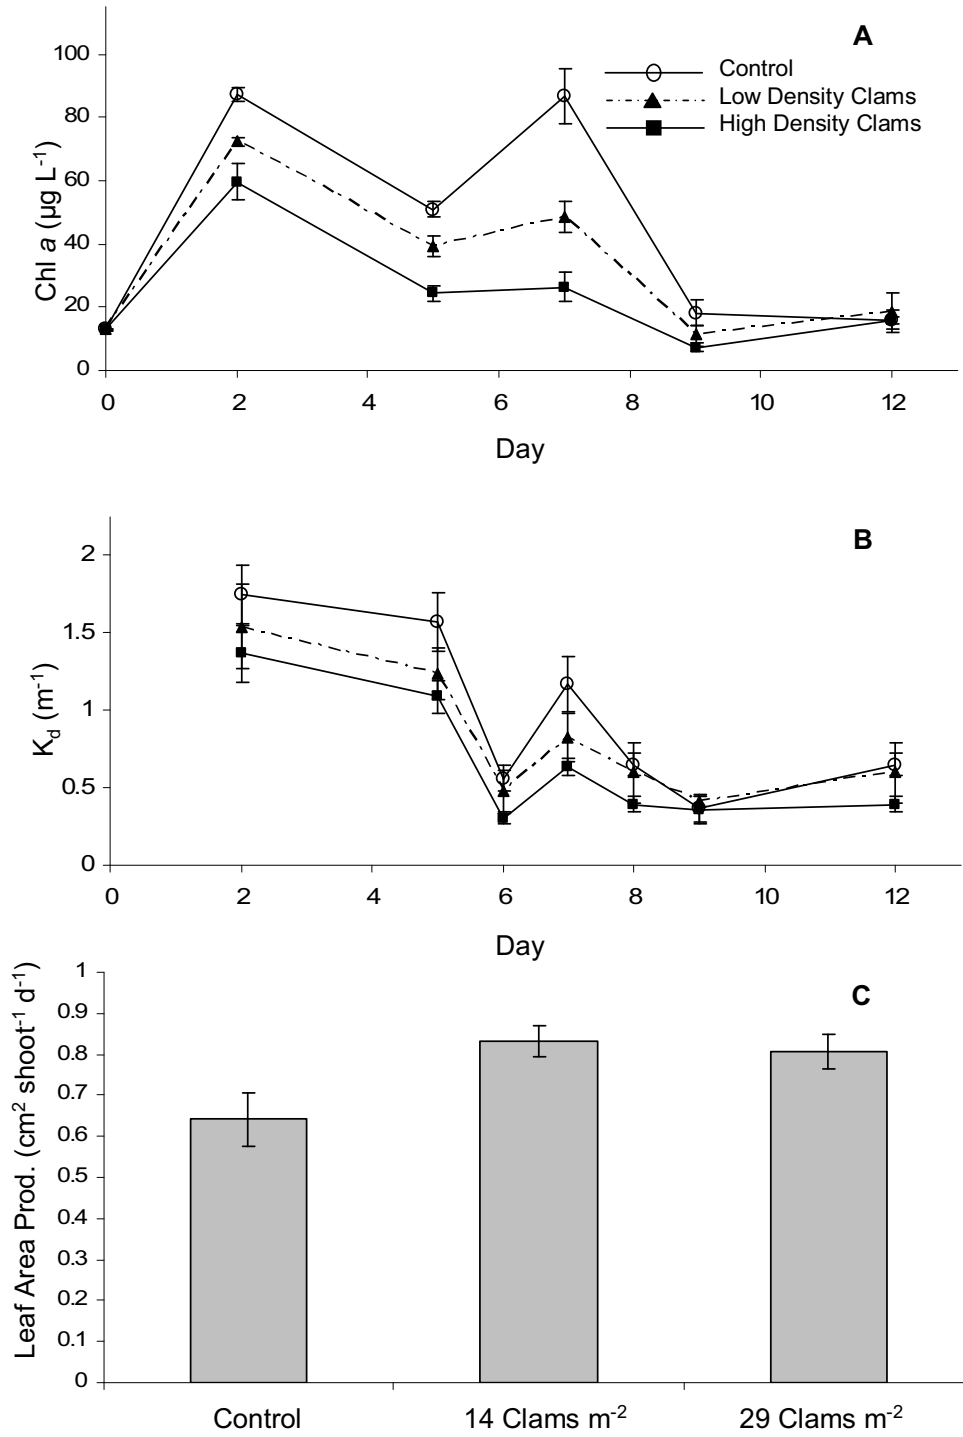 A
100
80
60
40
20
0
Chl a (µg L⁻¹)
Control
Low Density Clams
High Density Clams
0 2 4 6 8 10 12
Day
B
2
1.5
1
0.5
0
K_d (m⁻¹)
0 2 4 6 8 10 12
Day
C
1
0.9
0.8
0.7
0.6
0.5
0.4
0.3
0.2
0.1
0
Leaf Area Prod. (cm² shoot⁻¹ d⁻¹)
Control 14 Clams m⁻² 29 Clams m⁻²